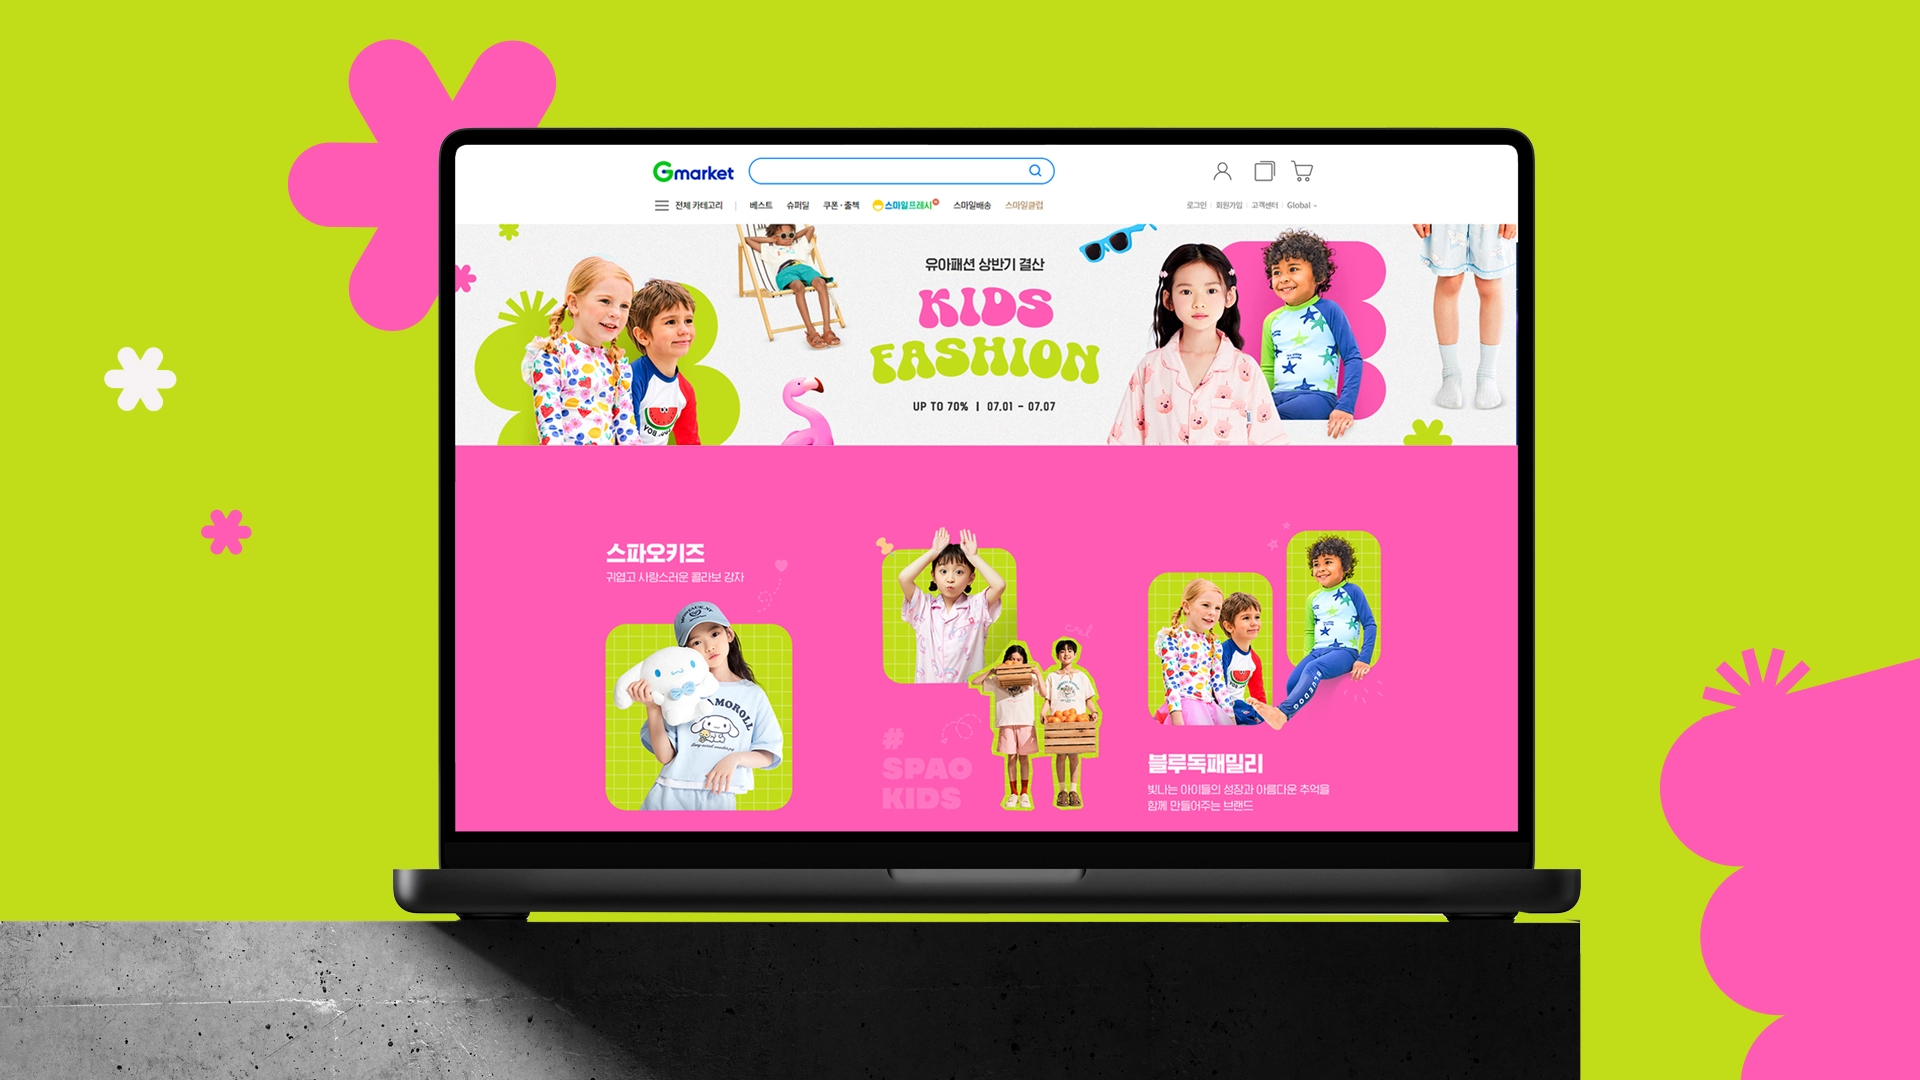 Gmarket
전체 카테고리
베스트
슈퍼딜
쿠폰·출첵
스마일프레시
스마일배송
스마일클럽
로그인
회원가입
고객센터
Global
유아패션 상반기 결산
KIDS
FASHION
UP TO 70% | 07.01 - 07.07
스파오키즈
귀엽고 사랑스러운 콜라보 강자
#
SPAO
KIDS
cool
블루독패밀리
빛나는 아이들의 성장과 아름다운 추억을
함께 만들어주는 브랜드
BLUEDOG